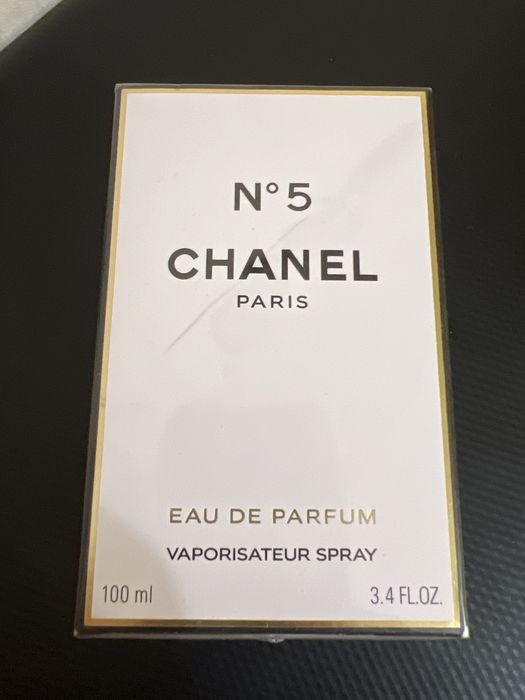 N°5
CHANEL
PARIS
EAU DE PARFUM
VAPORISATEUR SPRAY
100 ml 3.4 FL.OZ.